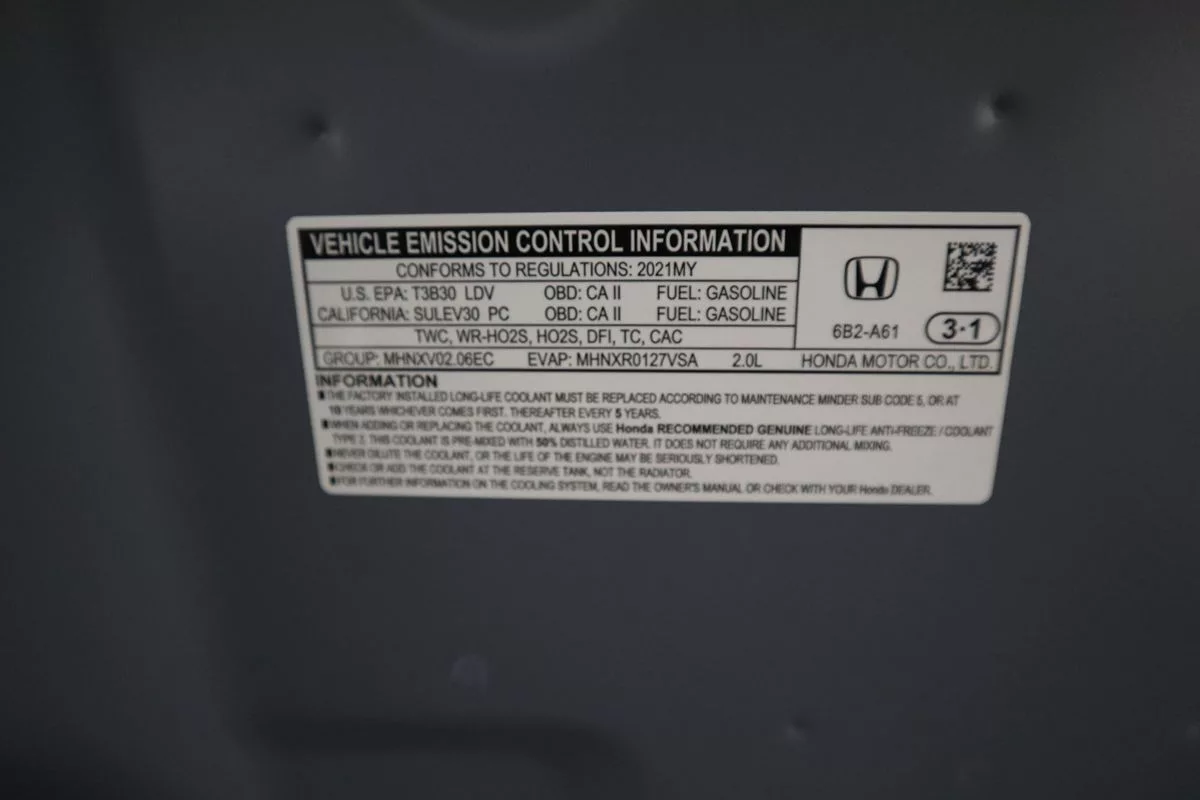 VEHICLE EMISSION CONTROL INFORMATION
CONFORMS TO REGULATIONS: 2021MY
U.S. EPA: T3B30 LDV OBD: CA II FUEL: GASOLINE
CALIFORNIA: SULEV30 PC OBD: CA II FUEL: GASOLINE
TWC, WR-HO2S, HO2S, DFI, TC, CAC
6B2-A61 3·1
GROUP: MHNXV02.06EC EVAP: MHNXR0127VSA 2.0L HONDA MOTOR CO., LTD.
INFORMATION
■THE FACTORY INSTALLED LONG-LIFE COOLANT MUST BE REPLACED ACCORDING TO MAINTENANCE MINDER SUB CODE 5, OR AT
10 YEARS WHICHEVER COMES FIRST. THEREAFTER EVERY 5 YEARS.
■WHEN ADDING OR REPLACING THE COOLANT, ALWAYS USE Honda RECOMMENDED GENUINE LONG-LIFE ANTI-FREEZE / COOLANT
TYPE 2. THIS COOLANT IS PRE-MIXED WITH 50% DISTILLED WATER. IT DOES NOT REQUIRE ANY ADDITIONAL MIXING.
■NEVER DILUTE THE COOLANT, OR THE LIFE OF THE ENGINE MAY BE SERIOUSLY SHORTENED.
■CHECK OR ADD THE COOLANT AT THE RESERVE TANK, NOT THE RADIATOR.
■FOR FURTHER INFORMATION ON THE COOLING SYSTEM, READ THE OWNER'S MANUAL OR CHECK WITH YOUR Honda DEALER.